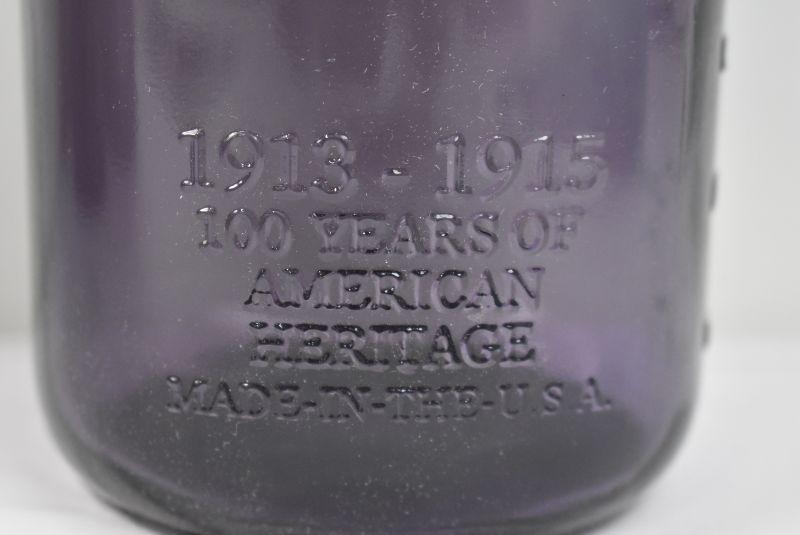 1913 - 1915
100 YEARS OF
AMERICAN
HERITAGE
MADE-IN-THE-U.S.A.